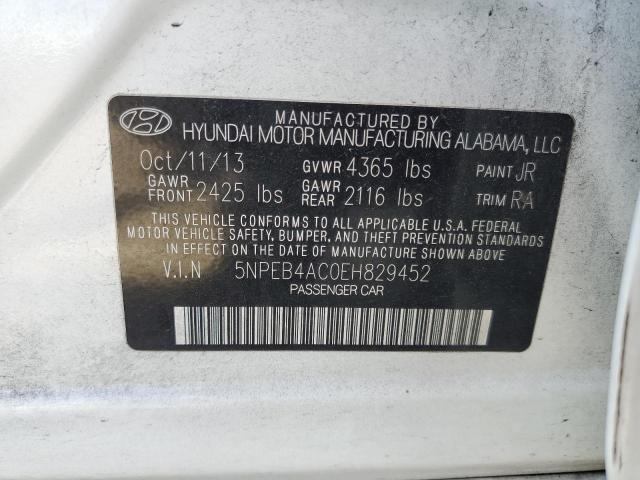 MANUFACTURED BY
HYUNDAI MOTOR MANUFACTURING ALABAMA, LLC
Oct/11/13 GVWR 4365 lbs PAINT JR
GAWR FRONT 2425 lbs GAWR REAR 2116 lbs TRIM RA
THIS VEHICLE CONFORMS TO ALL APPLICABLE U.S.A. FEDERAL
MOTOR VEHICLE SAFETY, BUMPER, AND THEFT PREVENTION STANDARDS
IN EFFECT ON THE DATE OF MANUFACTURE SHOWN ABOVE.
V.I.N 5NPEB4AC0EH829452
PASSENGER CAR